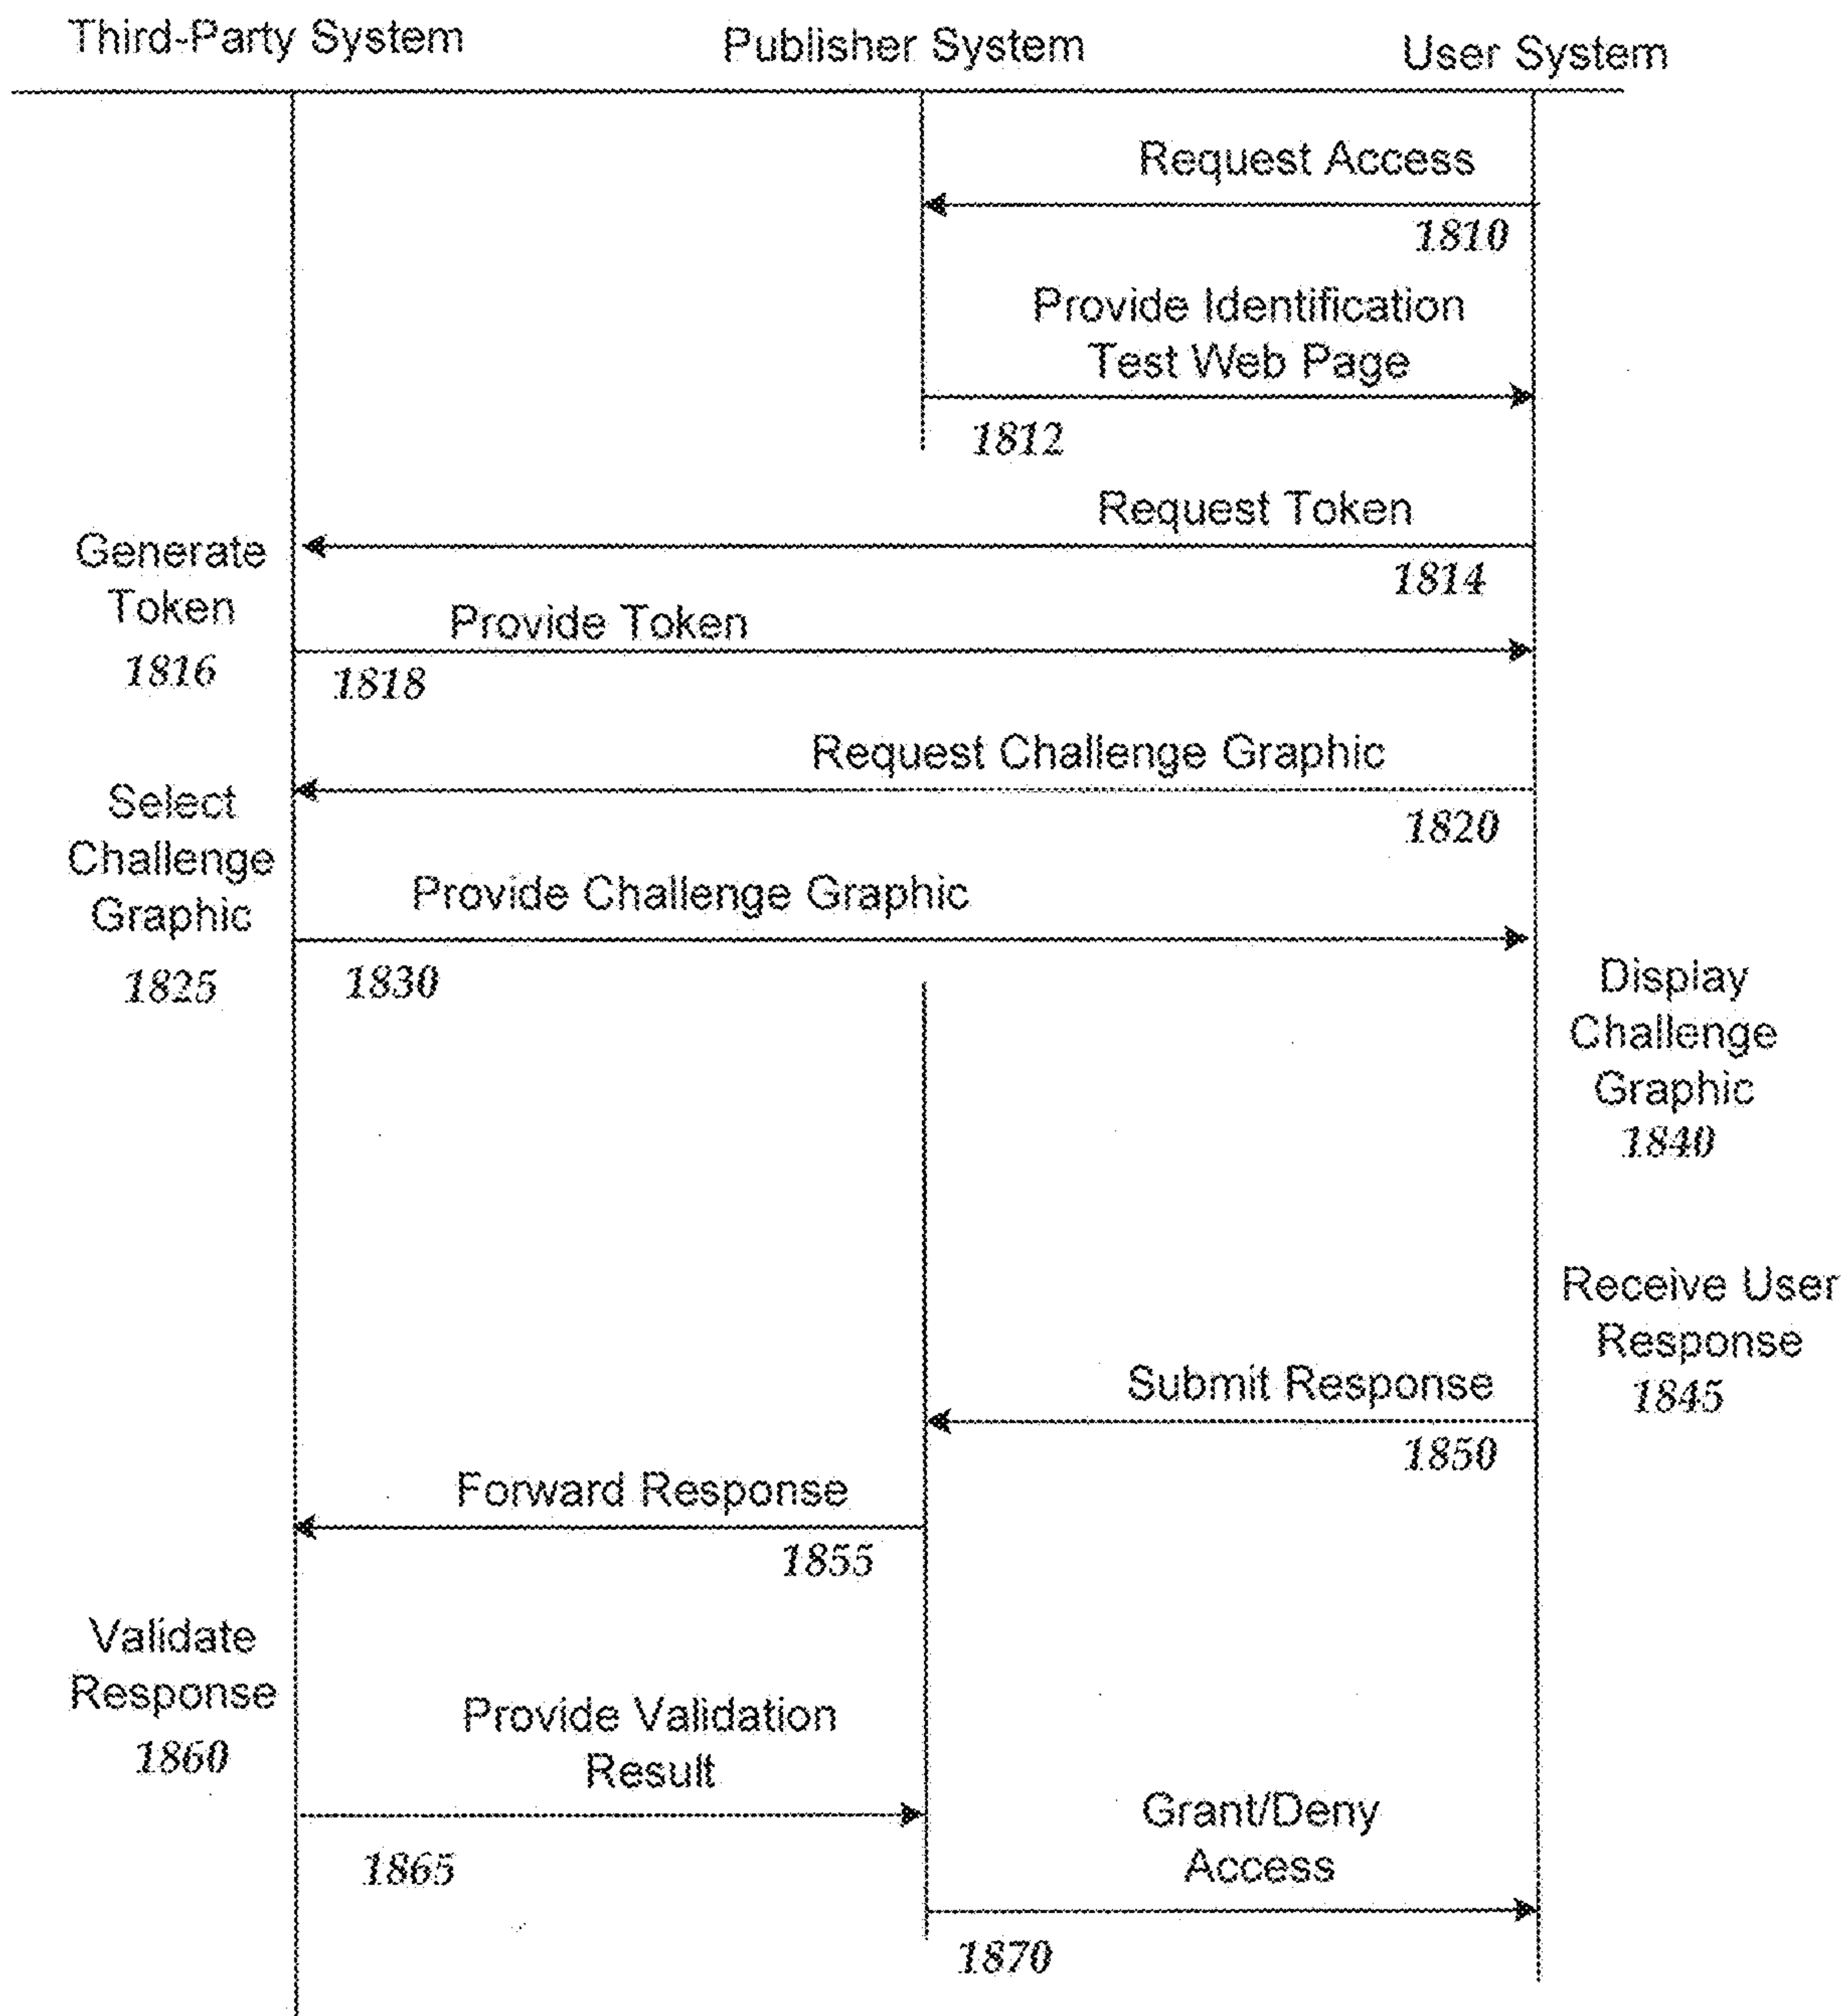 Third-Party System
Publisher System
User System
Request Access
1810
Provide Identification
Test Web Page
1812
Request Token
1814
Generate
Token
1816
Provide Token
1818
Request Challenge Graphic
1820
Select
Challenge
Graphic
1825
Provide Challenge Graphic
1830
Display
Challenge
Graphic
1840
Receive User
Response
1845
Submit Response
1850
Forward Response
1855
Validate
Response
1860
Provide Validation
Result
1865
Grant/Deny
Access
1870